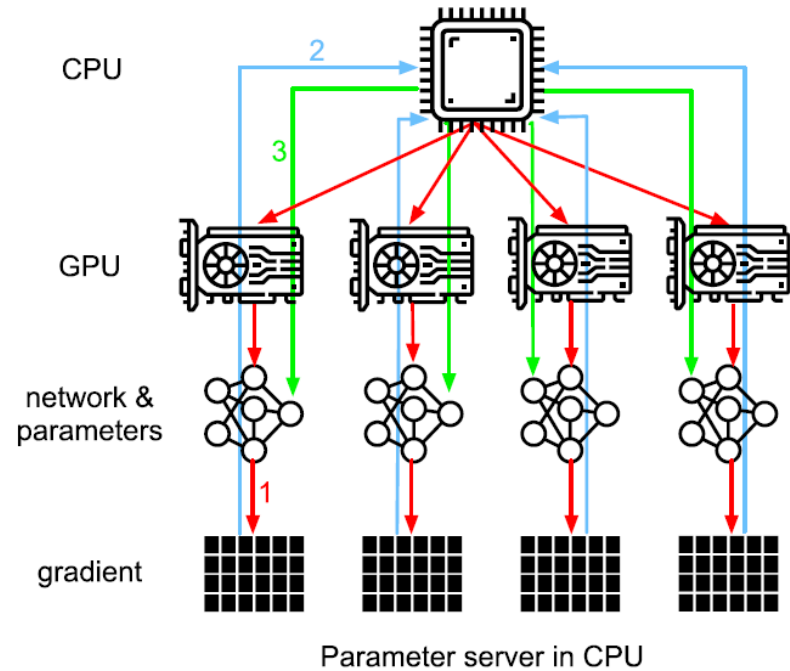 CPU
2
3
GPU
network &
parameters
1
gradient
Parameter server in CPU